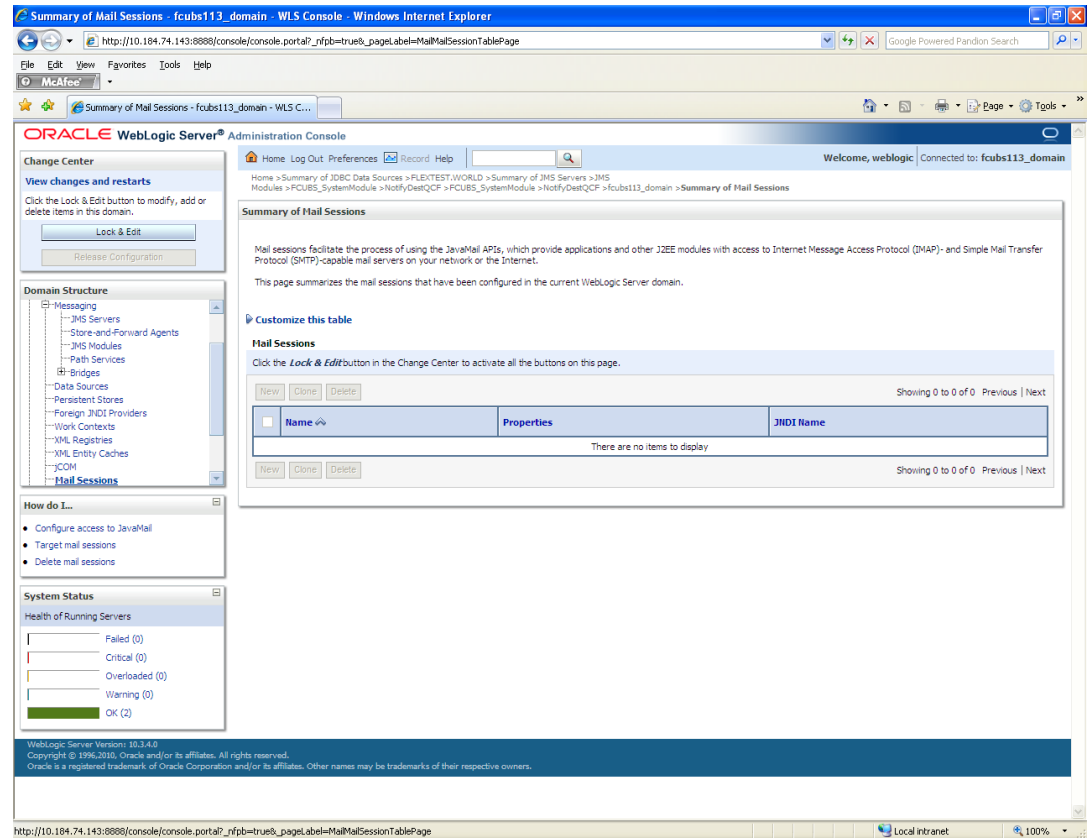 Summary of Mail Sessions - fcubs113_domain - WLS Console - Windows Internet Explorer
http://10.184.74.143:8888/console/console.portal?_nfpb=true&_pageLabel=MailMailSessionTablePage
Google Powered Pandion Search
File Edit View Favorites Tools Help
McAfee
Summary of Mail Sessions - fcubs113_domain - WLS C...
Page Tools »
ORACLE WebLogic Server® Administration Console
Change Center
View changes and restarts
Click the Lock & Edit button to modify, add or
delete items in this domain.
Lock & Edit
Release Configuration
Domain Structure
Messaging
JMS Servers
Store-and-Forward Agents
JMS Modules
Path Services
Bridges
Data Sources
Persistent Stores
Foreign JNDI Providers
Work Contexts
XML Registries
XML Entity Caches
jCOM
Mail Sessions
How do I...
Configure access to JavaMail
Target mail sessions
Delete mail sessions
System Status
Health of Running Servers
Failed (0)
Critical (0)
Overloaded (0)
Warning (0)
OK (2)
Home Log Out Preferences Record Help
Welcome, weblogic Connected to: fcubs113_domain
Home >Summary of JDBC Data Sources >FLEXTEST.WORLD >Summary of JMS Servers >JMS
Modules >FCUBS_SystemModule >NotifyDestQCF >FCUBS_SystemModule >NotifyDestQCF >fcubs113_domain >Summary of Mail Sessions
Summary of Mail Sessions
Mail sessions facilitate the process of using the JavaMail APIs, which provide applications and other J2EE modules with access to Internet Message Access Protocol (IMAP)- and Simple Mail Transfer
Protocol (SMTP)-capable mail servers on your network or the Internet.
This page summarizes the mail sessions that have been configured in the current WebLogic Server domain.
Customize this table
Mail Sessions
Click the Lock & Edit button in the Change Center to activate all the buttons on this page.
New Clone Delete
Showing 0 to 0 of 0 Previous | Next
Name Properties JNDI Name
There are no items to display
New Clone Delete
Showing 0 to 0 of 0 Previous | Next
WebLogic Server Version: 10.3.4.0
Copyright © 1996,2010, Oracle and/or its affiliates. All rights reserved.
Oracle is a registered trademark of Oracle Corporation and/or its affiliates. Other names may be trademarks of their respective owners.
http://10.184.74.143:8888/console/console.portal?_nfpb=true&_pageLabel=MailMailSessionTablePage
Local intranet
100%